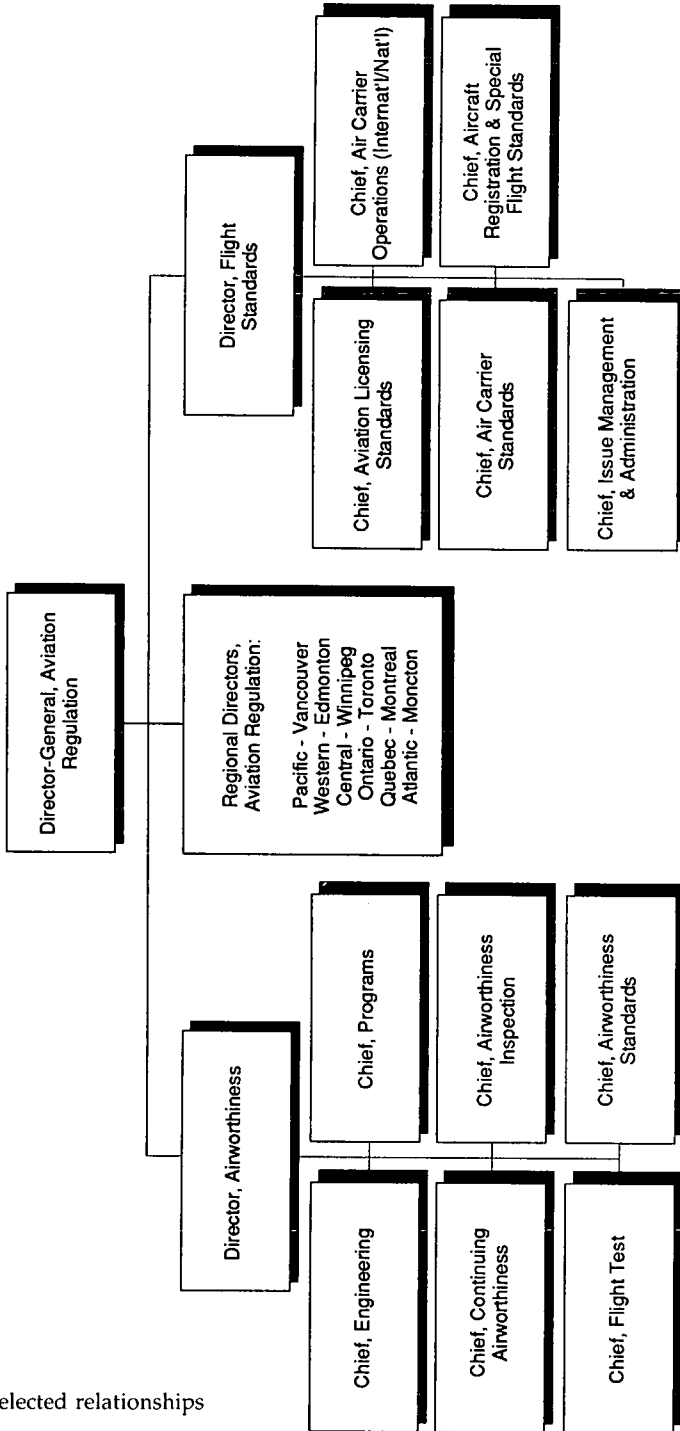 Director-General, Aviation
Regulation
Director, Airworthiness
Chief, Engineering
Chief, Programs
Chief, Continuing
Airworthiness
Chief, Airworthiness
Inspection
Chief, Flight Test
Chief, Airworthiness
Standards
Regional Directors,
Aviation Regulation:
Pacific - Vancouver
Western - Edmonton
Central - Winnipeg
Ontario - Toronto
Quebec - Montreal
Atlantic - Moncton
Director, Flight
Standards
Chief, Aviation Licensing
Standards
Chief, Air Carrier
Operations (Internat'l/Nat'l)
Chief, Air Carrier
Standards
Chief, Aircraft
Registration & Special
Flight Standards
Chief, Issue Management
& Administration
elected relationships